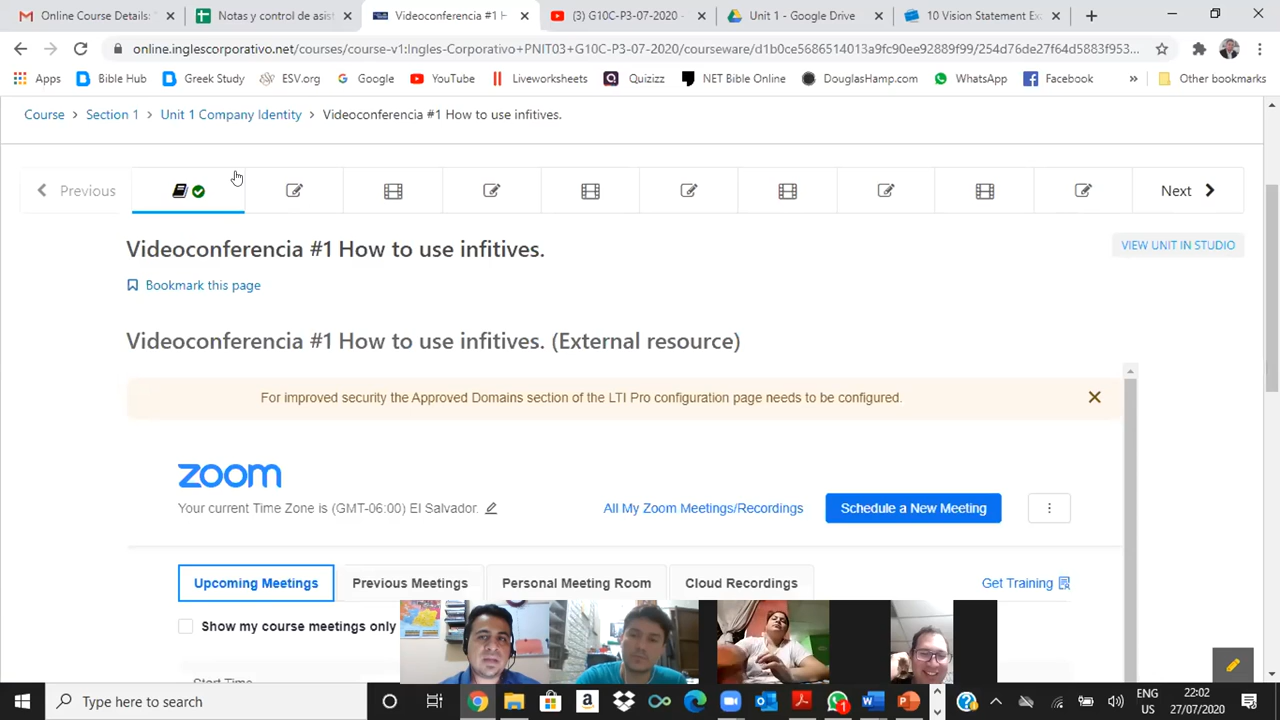 Online Course Details: "
Notas y control de asist
Videoconferencia #1 H
(3) G10C-P3-07-2020 -
Unit 1 - Google Drive
10 Vision Statement Ex
online.inglescorporativo.net/courses/course-v1:Ingles-Corporativo+PNIT03+G10C-P3-07-2020/courseware/d1b0ce5686514013a9fc90ee92889f99/254d76de27f64d5883f953...
Apps
Bible Hub
Greek Study
ESV.org
Google
YouTube
Liveworksheets
Quizizz
NET Bible Online
DouglasHamp.com
WhatsApp
Facebook
»
Other bookmarks
Course > Section 1 > Unit 1 Company Identity > Videoconferencia #1 How to use infitives.
Previous
Next
Videoconferencia #1 How to use infitives.
VIEW UNIT IN STUDIO
Bookmark this page
Videoconferencia #1 How to use infitives. (External resource)
For improved security the Approved Domains section of the LTI Pro configuration page needs to be configured.
zoom
Your current Time Zone is (GMT-06:00) El Salvador.
All My Zoom Meetings/Recordings
Schedule a New Meeting
Upcoming Meetings
Previous Meetings
Personal Meeting Room
Cloud Recordings
Get Training
Show my course meetings only
Start Time
Type here to search
ENG
US
22:02
27/07/2020